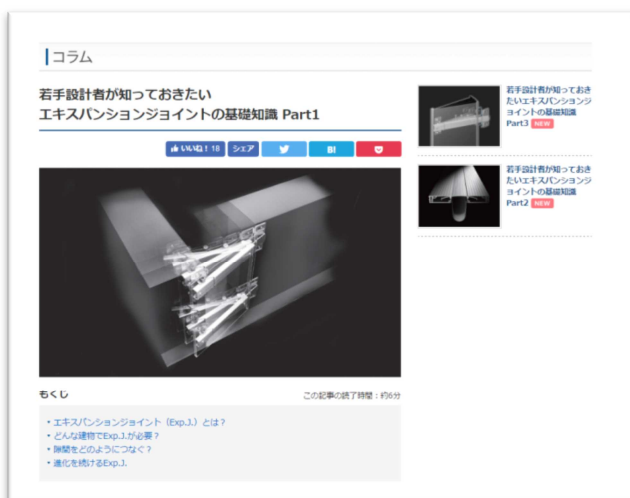 コラム
若手設計者が知っておきたい
エキスパンションジョイントの基礎知識 Part1
いいね！ 18 シェア B!
もくじ
この記事の読了時間：約6分
・エキスパンションジョイント（Exp.J.）とは？
・どんな建物でExp.J.が必要？
・隙間をどのようにつなぐ？
・進化を続けるExp.J.
若手設計者が知っておき
たいエキスパンションジ
ョイントの基礎知識
Part3 NEW
若手設計者が知っておき
たいエキスパンションジ
ョイントの基礎知識
Part2 NEW